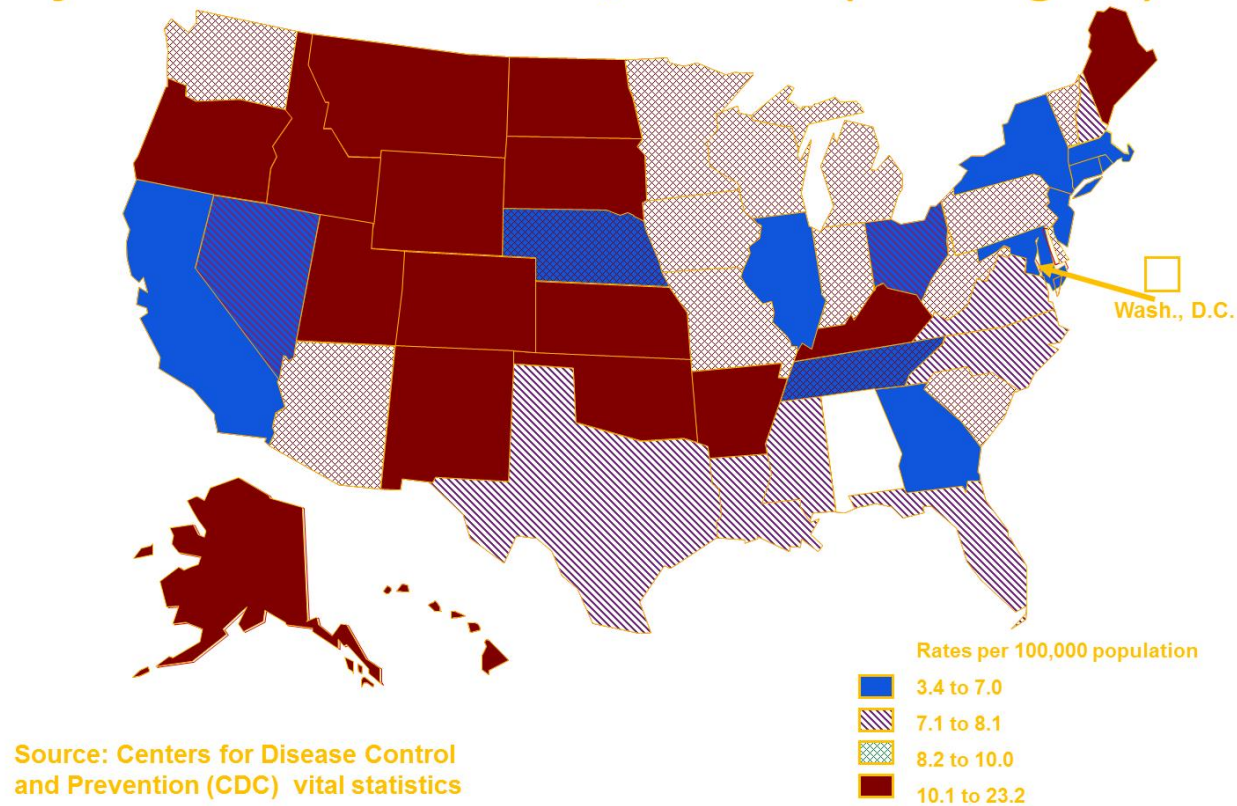 Wash., D.C.
Rates per 100,000 population
3.4 to 7.0
7.1 to 8.1
8.2 to 10.0
10.1 to 23.2
Source: Centers for Disease Control
and Prevention (CDC)  vital statistics